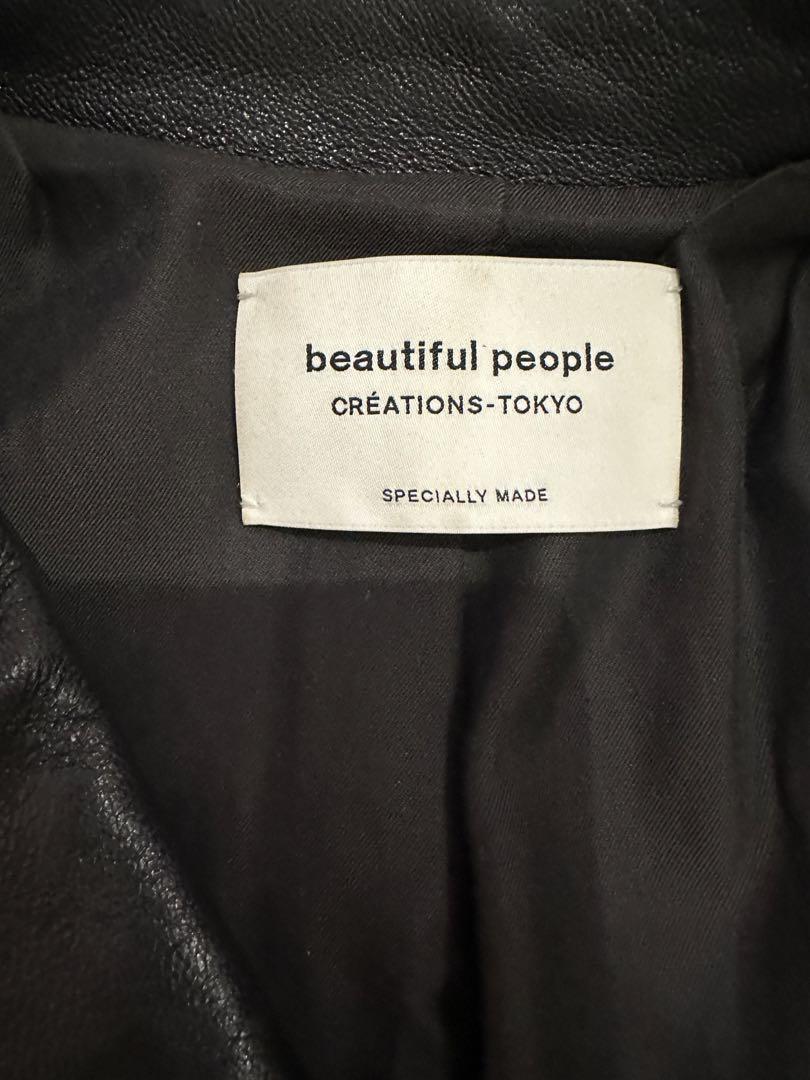 beautiful people
CRÉATIONS-TOKYO
SPECIALLY MADE